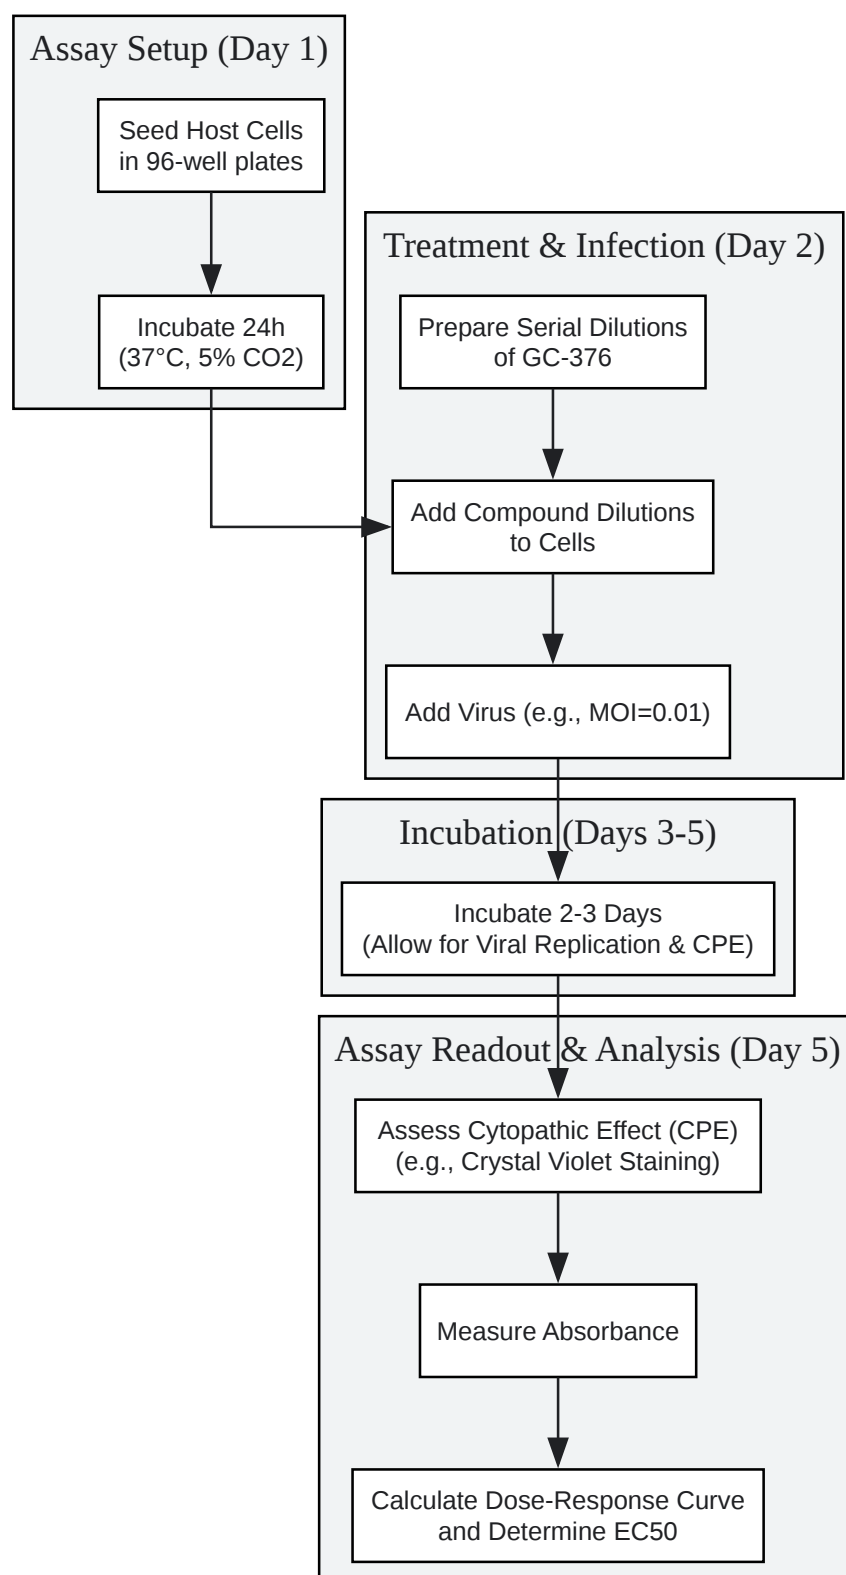 Assay Setup (Day 1)
Seed Host Cells
in 96-well plates
Incubate 24h
(37°C, 5% CO2)
Treatment & Infection (Day 2)
Prepare Serial Dilutions
of GC-376
Add Compound Dilutions
to Cells
Add Virus (e.g., MOI=0.01)
Incubation (Days 3-5)
Incubate 2-3 Days
(Allow for Viral Replication & CPE)
Assay Readout & Analysis (Day 5)
Assess Cytopathic Effect (CPE)
(e.g., Crystal Violet Staining)
Measure Absorbance
Calculate Dose-Response Curve
and Determine EC50